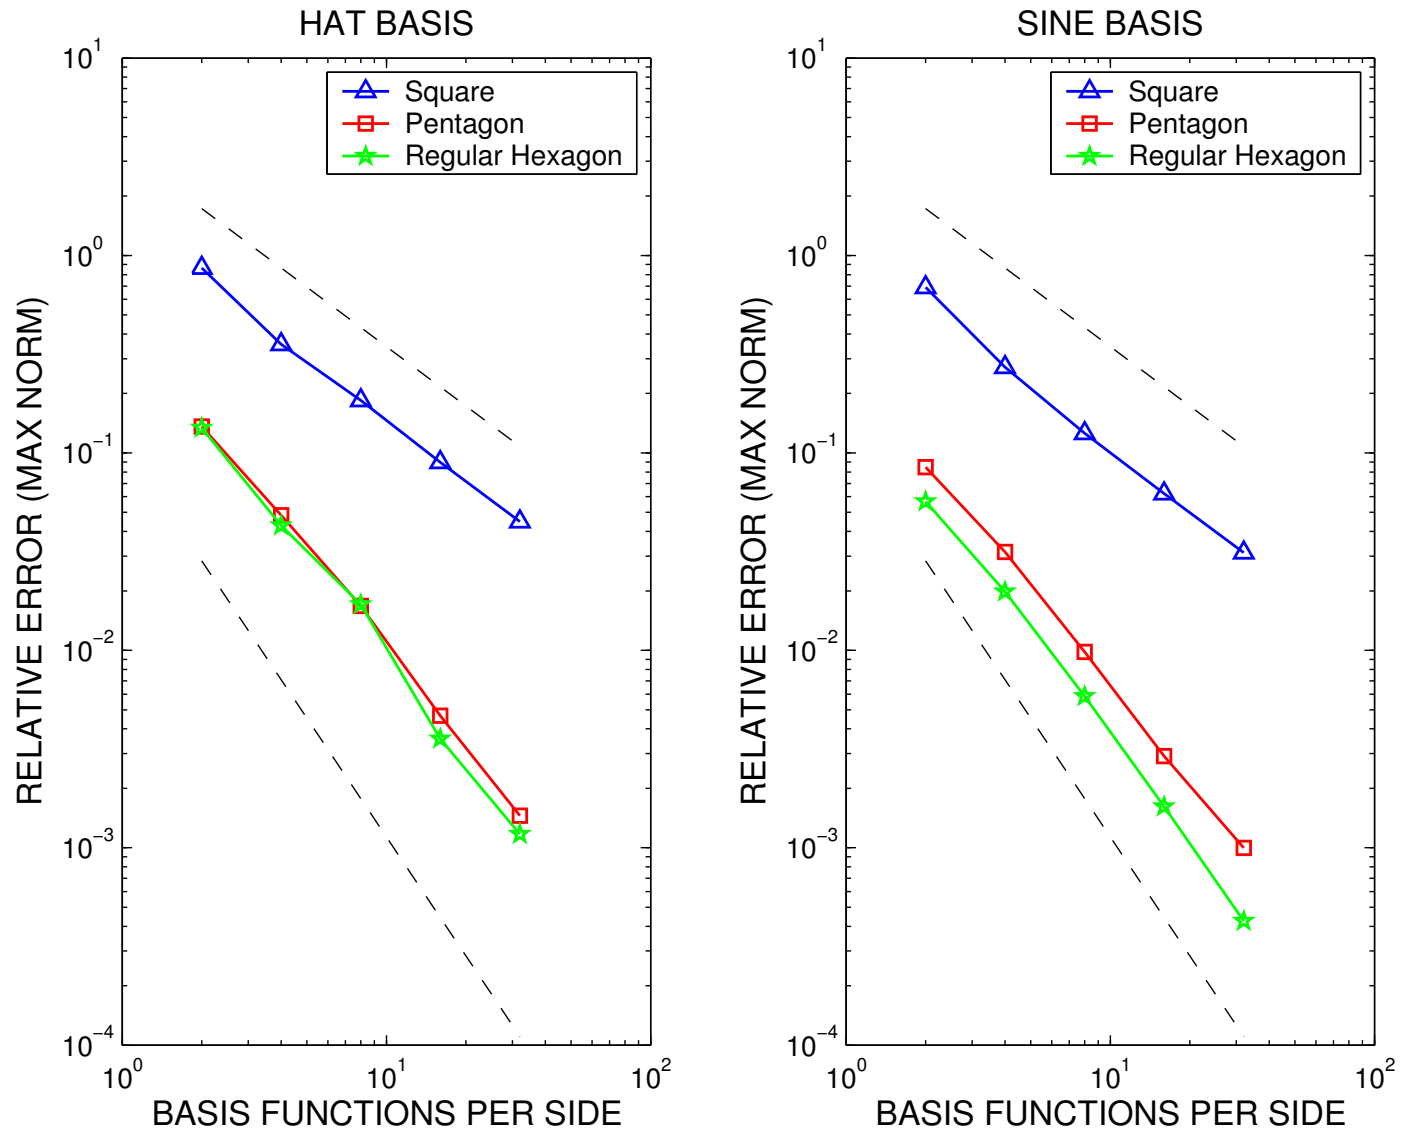 HAT BASIS
10^1
10^0
10^−1
10^−2
10^−3
10^−4
10^0
10^1
10^2
RELATIVE ERROR (MAX NORM)
BASIS FUNCTIONS PER SIDE
Square
Pentagon
Regular Hexagon
SINE BASIS
10^1
10^0
10^−1
10^−2
10^−3
10^−4
10^0
10^1
10^2
RELATIVE ERROR (MAX NORM)
BASIS FUNCTIONS PER SIDE
Square
Pentagon
Regular Hexagon